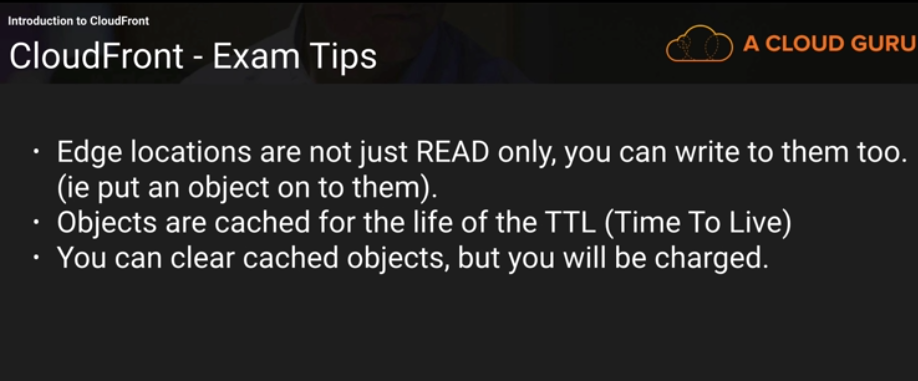 Introduction to CloudFront
CloudFront - Exam Tips
A CLOUD GURU
• Edge locations are not just READ only, you can write to them too.
(ie put an object on to them).
• Objects are cached for the life of the TTL (Time To Live)
• You can clear cached objects, but you will be charged.